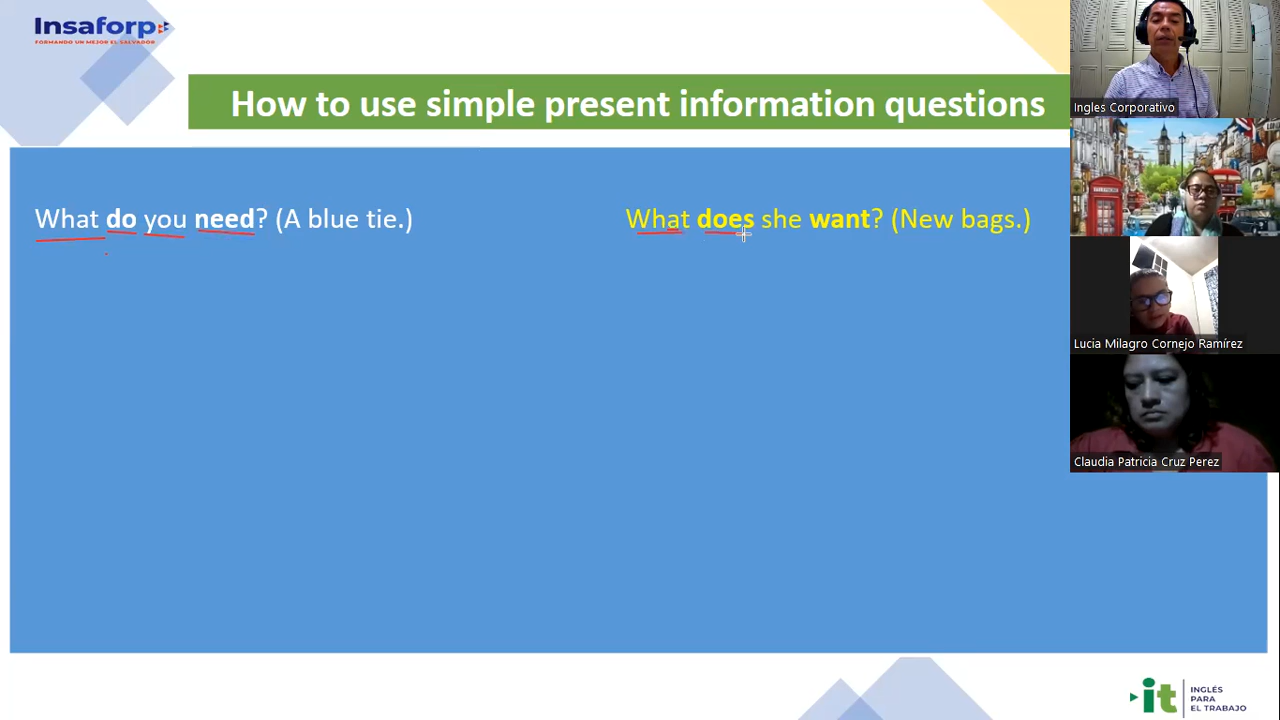 Insaforp
FORMANDO UN MEJOR EL SALVADOR
How to use simple present information questions
What do you need? (A blue tie.)
What does she want? (New bags.)
Ingles Corporativo
Lucia Milagro Cornejo Ramírez
Claudia Patricia Cruz Perez
it
INGLÉS
PARA
EL TRABAJO